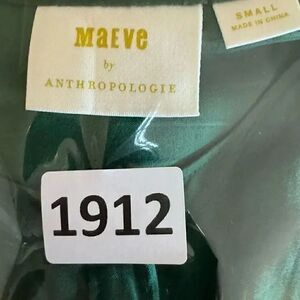 MaEVe
by
ANTHROPOLOGIE
SMALL
MADE IN CHINA
1912